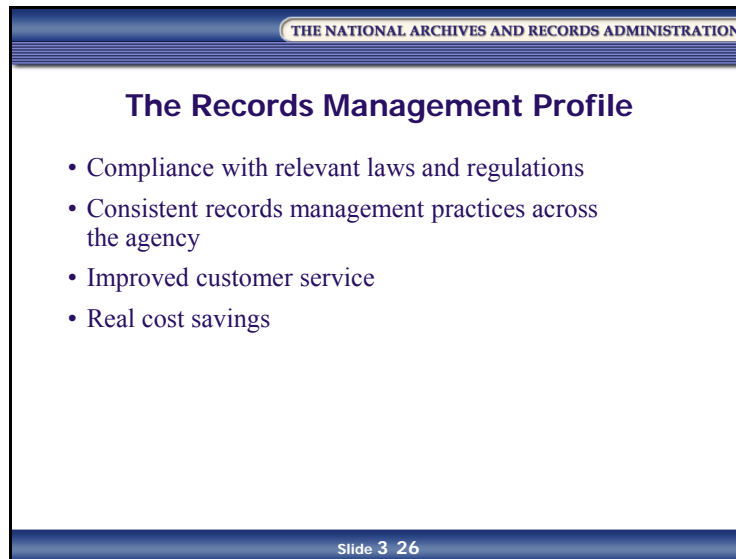 THE NATIONAL ARCHIVES AND RECORDS ADMINISTRATION
The Records Management Profile
• Compliance with relevant laws and regulations
• Consistent records management practices across
the agency
• Improved customer service
• Real cost savings
Slide 3 26